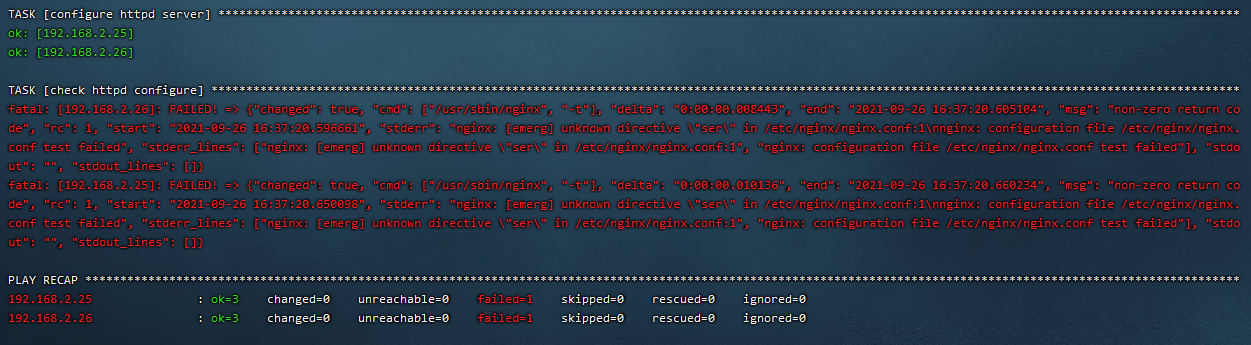 TASK [configure httpd server] **************************************************************************************************************************************************
ok: [192.168.2.25]
ok: [192.168.2.26]
TASK [check httpd configure] ***************************************************************************************************************************************************
fatal: [192.168.2.26]: FAILED! => {"changed": true, "cmd": ["/usr/sbin/nginx", "-t"], "delta": "0:00:00.008443", "end": "2021-09-26 16:37:20.605104", "msg": "non-zero return co
de", "rc": 1, "start": "2021-09-26 16:37:20.596661", "stderr": "nginx: [emerg] unknown directive \"ser\" in /etc/nginx/nginx.conf:1\nnginx: configuration file /etc/nginx/nginx.
conf test failed", "stderr_lines": ["nginx: [emerg] unknown directive \"ser\" in /etc/nginx/nginx.conf:1", "nginx: configuration file /etc/nginx/nginx.conf test failed"], "stdo
ut": "", "stdout_lines": []}
fatal: [192.168.2.25]: FAILED! => {"changed": true, "cmd": ["/usr/sbin/nginx", "-t"], "delta": "0:00:00.010136", "end": "2021-09-26 16:37:20.660234", "msg": "non-zero return co
de", "rc": 1, "start": "2021-09-26 16:37:20.650098", "stderr": "nginx: [emerg] unknown directive \"ser\" in /etc/nginx/nginx.conf:1\nnginx: configuration file /etc/nginx/nginx.
conf test failed", "stderr_lines": ["nginx: [emerg] unknown directive \"ser\" in /etc/nginx/nginx.conf:1", "nginx: configuration file /etc/nginx/nginx.conf test failed"], "stdo
ut": "", "stdout_lines": []}
PLAY RECAP *********************************************************************************************************************************************************************
192.168.2.25               : ok=3    changed=0    unreachable=0    failed=1    skipped=0    rescued=0    ignored=0
192.168.2.26               : ok=3    changed=0    unreachable=0    failed=1    skipped=0    rescued=0    ignored=0